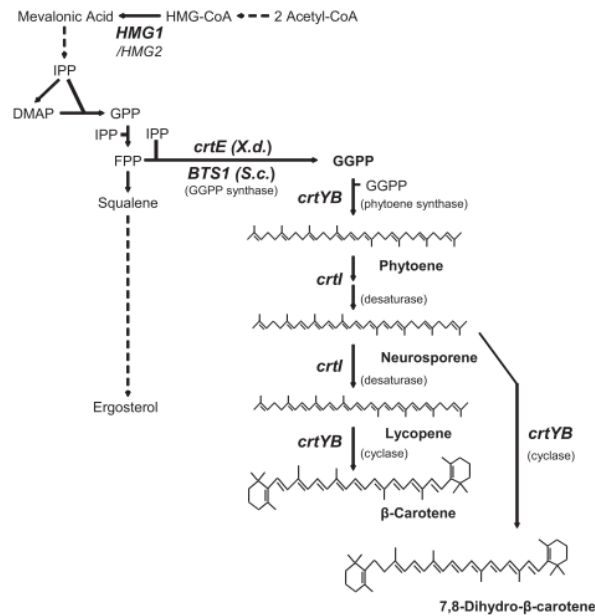 Mevalonic Acid
HMG-CoA
2 Acetyl-CoA
HMG1
/HMG2
IPP
DMAP
GPP
IPP
IPP
crtE (X.d.)
FPP
GGPP
BTS1 (S.c.)
(GGPP synthase)
GGPP
crtYB
(phytoene synthase)
Squalene
Phytoene
crtI
(desaturase)
Neurosporene
crtI
(desaturase)
Ergosterol
Lycopene
crtYB
(cyclase)
crtYB
(cyclase)
β-Carotene
7,8-Dihydro-β-carotene